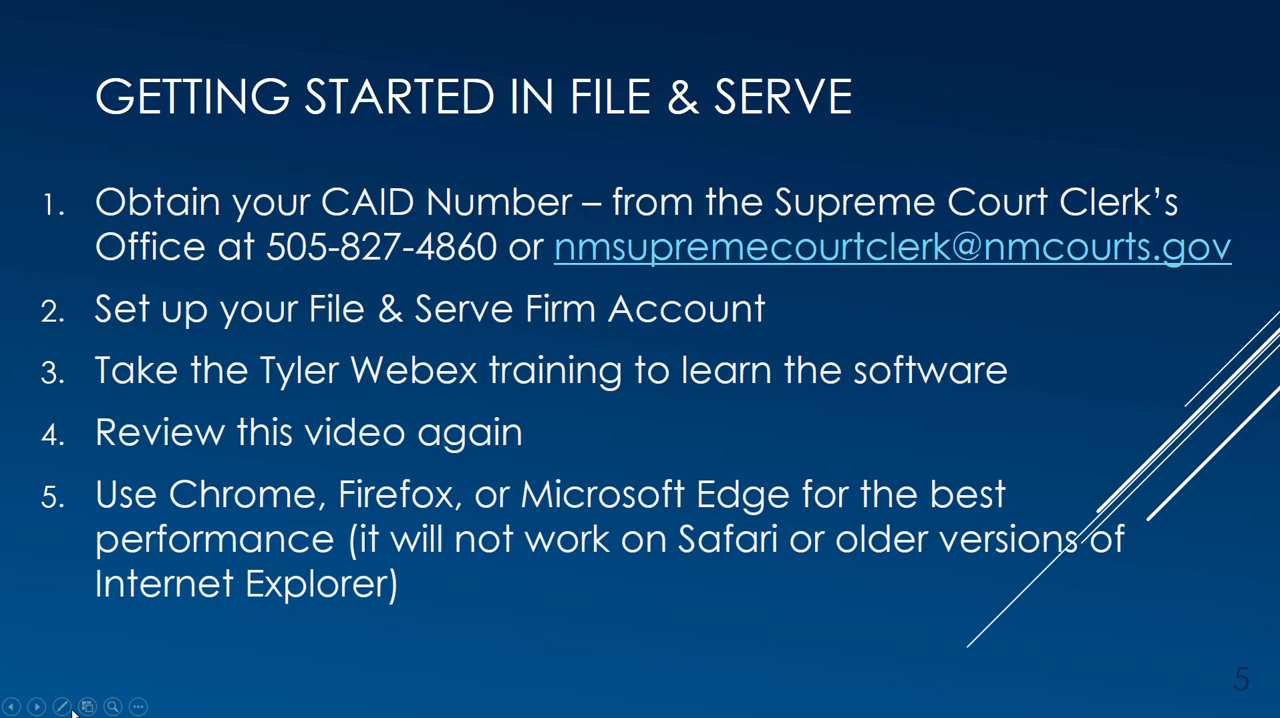 GETTING STARTED IN FILE & SERVE
1. Obtain your CAID Number – from the Supreme Court Clerk’s
Office at 505-827-4860 or nmsupremecourtclerk@nmcourts.gov
2. Set up your File & Serve Firm Account
3. Take the Tyler Webex training to learn the software
4. Review this video again
5. Use Chrome, Firefox, or Microsoft Edge for the best
performance (it will not work on Safari or older versions of
Internet Explorer)
5